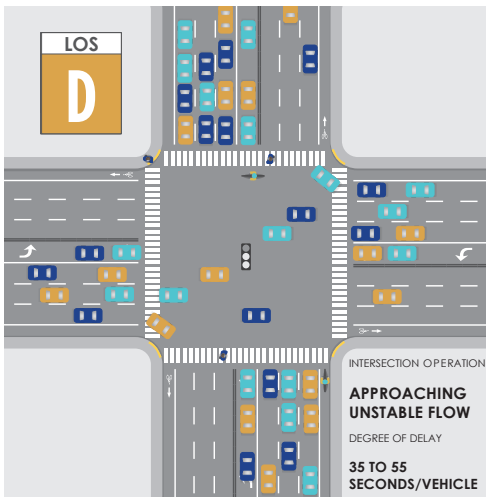 LOS
D
INTERSECTION OPERATION
APPROACHING
UNSTABLE FLOW
DEGREE OF DELAY
35 TO 55
SECONDS/VEHICLE